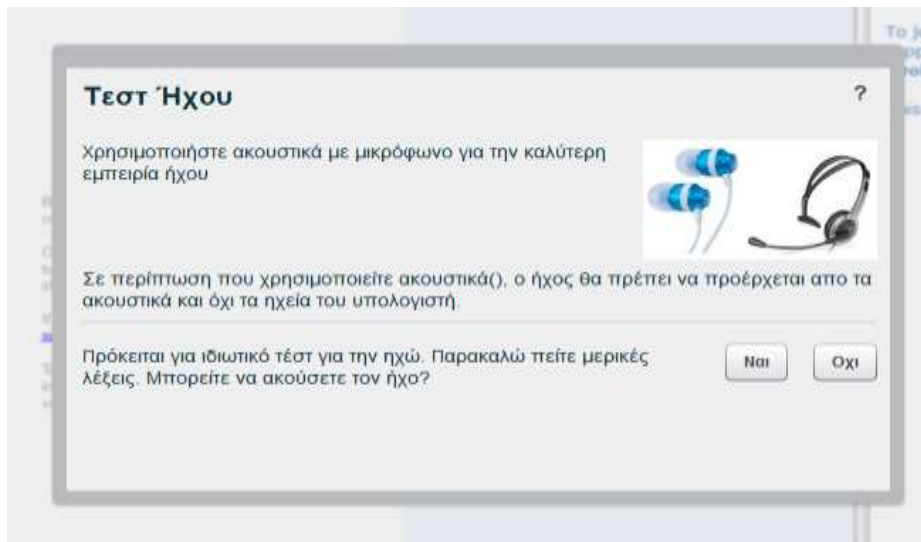 Το
Τεστ Ήχου
?
Χρησιμοποιήστε ακουστικά με μικρόφωνο για την καλύτερη
εμπειρία ήχου
Σε περίπτωση που χρησιμοποιείτε ακουστικά(), ο ήχος θα πρέπει να προέρχεται απο τα
ακουστικά και όχι τα ηχεία του υπολογιστή.
Πρόκειται για ιδιωτικό τέστ για την ηχώ. Παρακαλώ πείτε μερικές
λέξεις. Μπορείτε να ακούσετε τον ήχο?
Ναι
Οχι